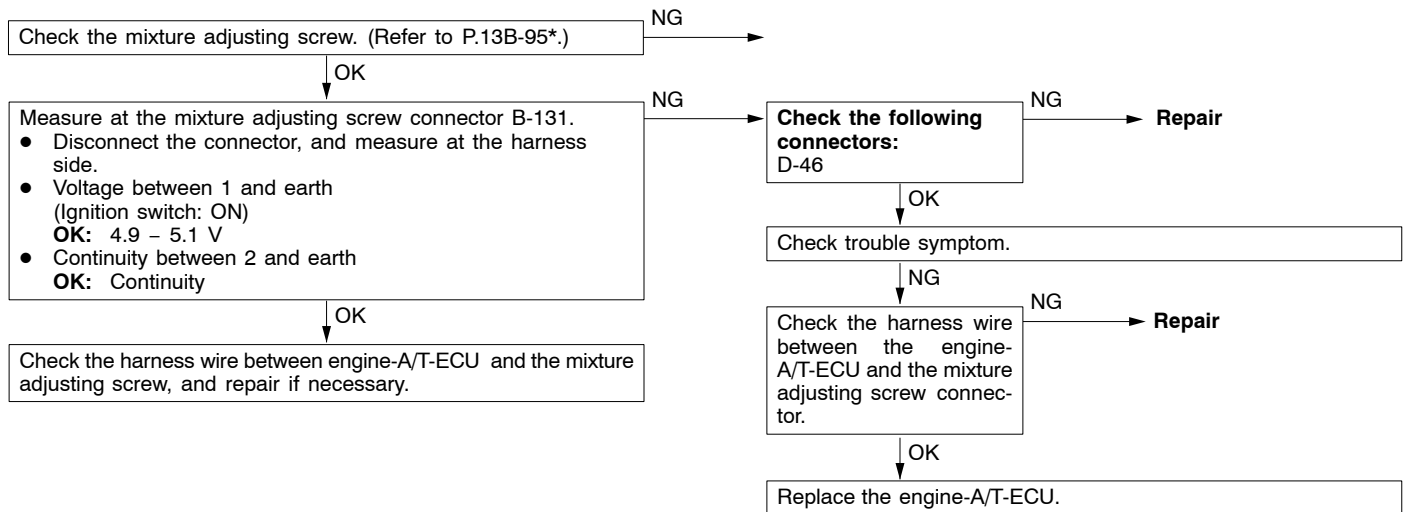 Check the mixture adjusting screw. (Refer to P.13B-95*.)
NG
OK
Measure at the mixture adjusting screw connector B-131.
● Disconnect the connector, and measure at the harness
side.
● Voltage between 1 and earth
(Ignition switch: ON)
OK: 4.9 – 5.1 V
● Continuity between 2 and earth
OK: Continuity
NG
OK
Check the harness wire between engine-A/T-ECU and the mixture
adjusting screw, and repair if necessary.
Check the following
connectors:
D-46
NG
Repair
OK
Check trouble symptom.
NG
Check the harness wire
between the engine-
A/T-ECU and the mixture
adjusting screw connec-
tor.
NG
Repair
OK
Replace the engine-A/T-ECU.